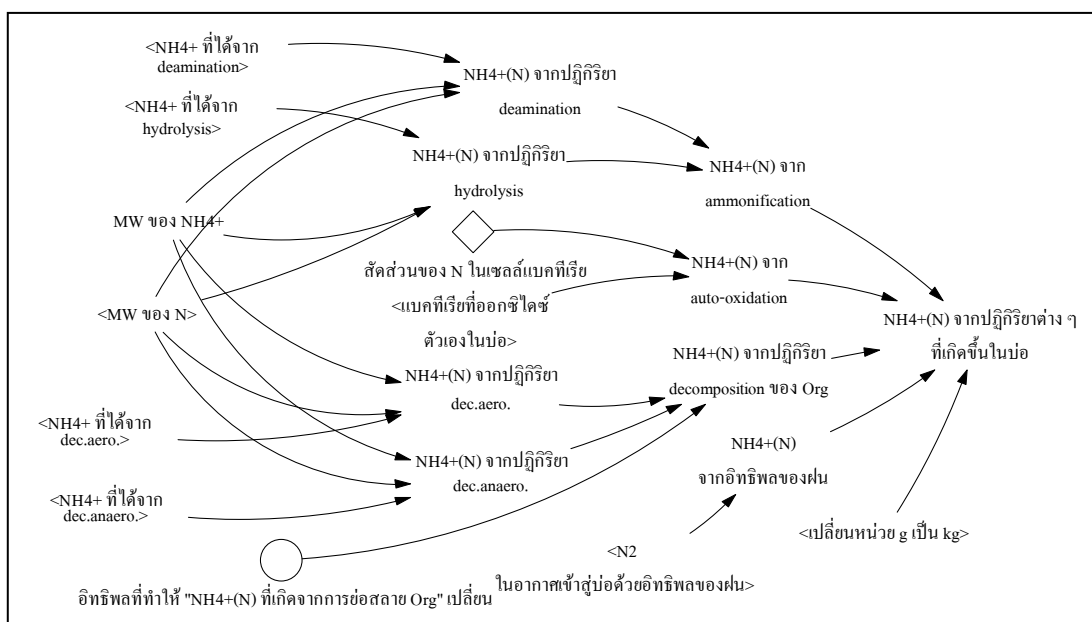 <NH4+ ที่ได้จาก
deamination>
NH4+(N) จากปฏิกิริยา
deamination
<NH4+ ที่ได้จาก
hydrolysis>
NH4+(N) จากปฏิกิริยา
hydrolysis
NH4+(N) จาก
ammonification
MW ของ NH4+
สัดส่วนของ N ในเซลล์แบคทีเรีย
NH4+(N) จาก
auto-oxidation
<MW ของ N>
<แบคทีเรียที่ออกซิไดซ์
ตัวเองในบ่อ>
NH4+(N) จากปฏิกิริยาต่าง ๆ
ที่เกิดขึ้นในบ่อ
NH4+(N) จากปฏิกิริยา
decomposition ของ Org
NH4+(N) จากปฏิกิริยา
dec.aero.
<NH4+ ที่ได้จาก
dec.aero.>
NH4+(N)
จากอิทธิพลของฝน
NH4+(N) จากปฏิกิริยา
dec.anaero.
<NH4+ ที่ได้จาก
dec.anaero.>
<เปลี่ยนหน่วย g เป็น kg>
<N2
ในอากาศเข้าสู่บ่อด้วยอิทธิพลของฝน>
อิทธิพลที่ทำให้ "NH4+(N) ที่เกิดจากการย่อสลาย Org" เปลี่ยน